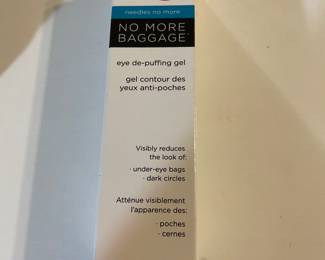 needles no more
NO MORE
BAGGAGE
eye de-puffing gel
gel contour des
yeux anti-poches
Visibly reduces
the look of:
· under-eye bags
· dark circles
Atténue visiblement
l'apparence des:
· poches
· cernes